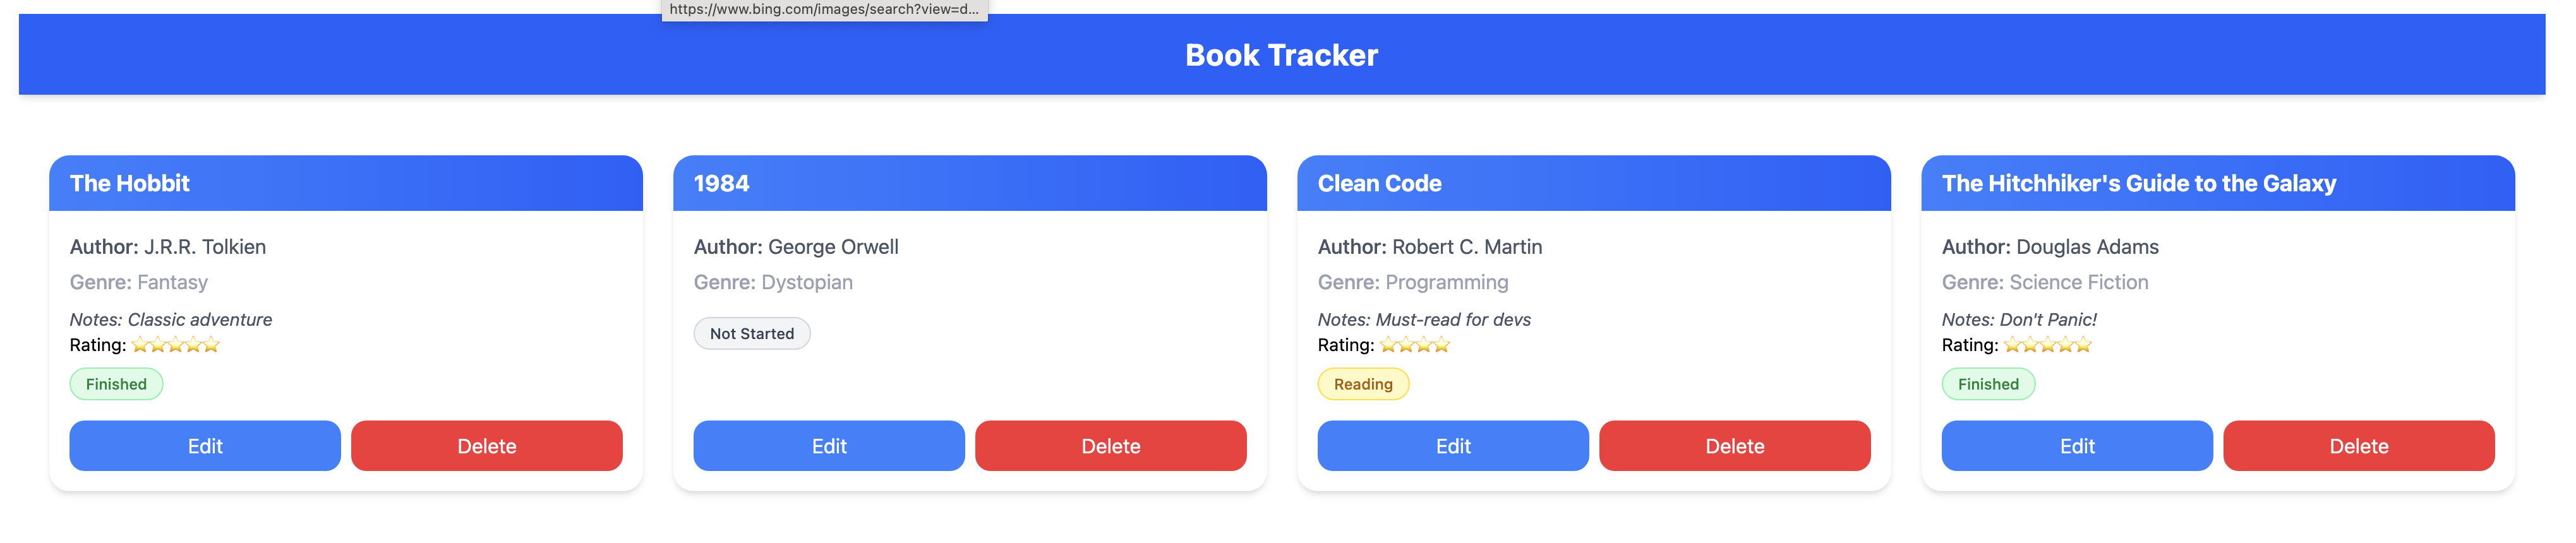 https://www.bing.com/images/search?view=d...
Book Tracker
The Hobbit
Author: J.R.R. Tolkien
Genre: Fantasy
Notes: Classic adventure
Rating: ⭐⭐⭐⭐⭐
Finished
Edit Delete
1984
Author: George Orwell
Genre: Dystopian
Not Started
Edit Delete
Clean Code
Author: Robert C. Martin
Genre: Programming
Notes: Must-read for devs
Rating: ⭐⭐⭐⭐
Reading
Edit Delete
The Hitchhiker's Guide to the Galaxy
Author: Douglas Adams
Genre: Science Fiction
Notes: Don't Panic!
Rating: ⭐⭐⭐⭐⭐
Finished
Edit Delete